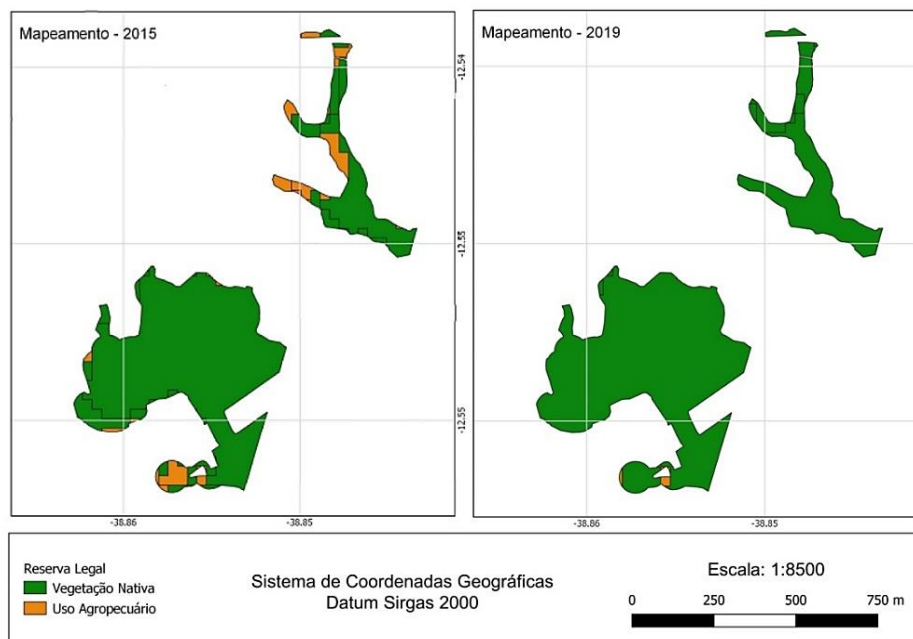 Mapeamento - 2015
Mapeamento - 2019
-12.54
-12.55
-12.55
-12.54
-12.55
-12.55
-38.86
-38.85
-38.86
-38.85
Reserva Legal
Vegetação Nativa
Uso Agropecuário
Sistema de Coordenadas Geográficas
Datum Sirgas 2000
Escala: 1:8500
0 250 500 750 m